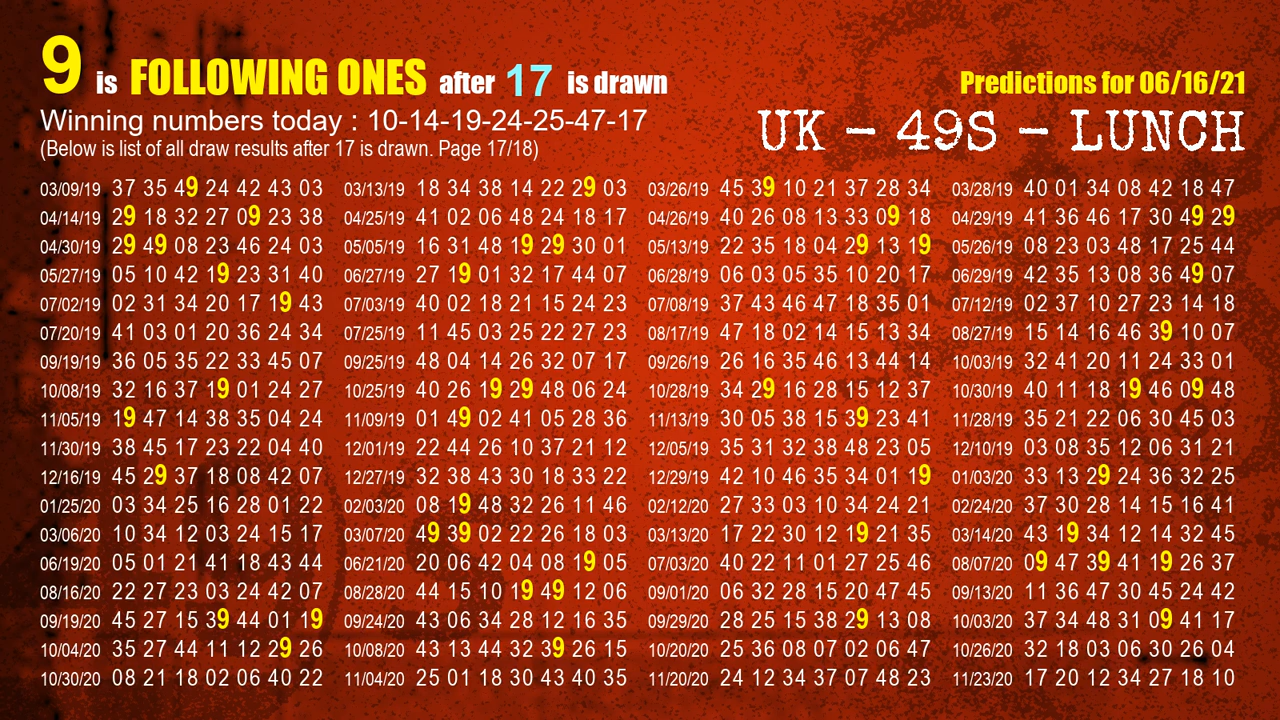 9 is FOLLOWING ONES after 17 is drawn
Predictions for 06/16/21
Winning numbers today : 10-14-19-24-25-47-17
UK - 49S - LUNCH
(Below is list of all draw results after 17 is drawn. Page 17/18)
03/09/19 37 35 49 24 42 43 03 03/13/19 18 34 38 14 22 29 03 03/26/19 45 39 10 21 37 28 34 03/28/19 40 01 34 08 42 18 47
04/14/19 29 18 32 27 09 23 38 04/25/19 41 02 06 48 24 18 17 04/26/19 40 26 08 13 33 09 18 04/29/19 41 36 46 17 30 49 29
04/30/19 29 49 08 23 46 24 03 05/05/19 16 31 48 19 29 30 01 05/13/19 22 35 18 04 29 13 19 05/26/19 08 23 03 48 17 25 44
05/27/19 05 10 42 19 23 31 40 06/27/19 27 19 01 32 17 44 07 06/28/19 06 03 05 35 10 20 17 06/29/19 42 35 13 08 36 49 07
07/02/19 02 31 34 20 17 19 43 07/03/19 40 02 18 21 15 24 23 07/08/19 37 43 46 47 18 35 01 07/12/19 02 37 10 27 23 14 18
07/20/19 41 03 01 20 36 24 34 07/25/19 11 45 03 25 22 27 23 08/17/19 47 18 02 14 15 13 34 08/27/19 15 14 16 46 39 10 07
09/19/19 36 05 35 22 33 45 07 09/25/19 48 04 14 26 32 07 17 09/26/19 26 16 35 46 13 44 14 10/03/19 32 41 20 11 24 33 01
10/08/19 32 16 37 19 01 24 27 10/25/19 40 26 19 29 48 06 24 10/28/19 34 29 16 28 15 12 37 10/30/19 40 11 18 19 46 09 48
11/05/19 19 47 14 38 35 04 24 11/09/19 01 49 02 41 05 28 36 11/13/19 30 05 38 15 39 23 41 11/28/19 35 21 22 06 30 45 03
11/30/19 38 45 17 23 22 04 40 12/01/19 22 44 26 10 37 21 12 12/05/19 35 31 32 38 48 23 05 12/10/19 03 08 35 12 06 31 21
12/16/19 45 29 37 18 08 42 07 12/27/19 32 38 43 30 18 33 22 12/29/19 42 10 46 35 34 01 19 01/03/20 33 13 29 24 36 32 25
01/25/20 03 34 25 16 28 01 22 02/03/20 08 19 48 32 26 11 46 02/12/20 27 33 03 10 34 24 21 02/24/20 37 30 28 14 15 16 41
03/06/20 10 34 12 03 24 15 17 03/07/20 49 39 02 22 26 18 03 03/13/20 17 22 30 12 19 21 35 03/14/20 43 19 34 12 14 32 45
06/19/20 05 01 21 41 18 43 44 06/21/20 20 06 42 04 08 19 05 07/03/20 40 22 11 01 27 25 46 08/07/20 09 47 39 41 19 26 37
08/16/20 22 27 23 03 24 42 07 08/28/20 44 15 10 19 49 12 06 09/01/20 06 32 28 15 20 47 45 09/13/20 11 36 47 30 45 24 42
09/19/20 45 27 15 39 44 01 19 09/24/20 43 06 34 28 12 16 35 09/29/20 28 25 15 38 29 13 08 10/03/20 37 34 48 31 09 41 17
10/04/20 35 27 44 11 12 29 26 10/08/20 43 13 44 32 39 26 15 10/20/20 25 36 08 07 02 06 47 10/26/20 32 18 03 06 30 26 04
10/30/20 08 21 18 02 06 40 22 11/04/20 25 01 18 30 43 40 35 11/20/20 24 12 34 37 07 48 23 11/23/20 17 20 12 34 27 18 10